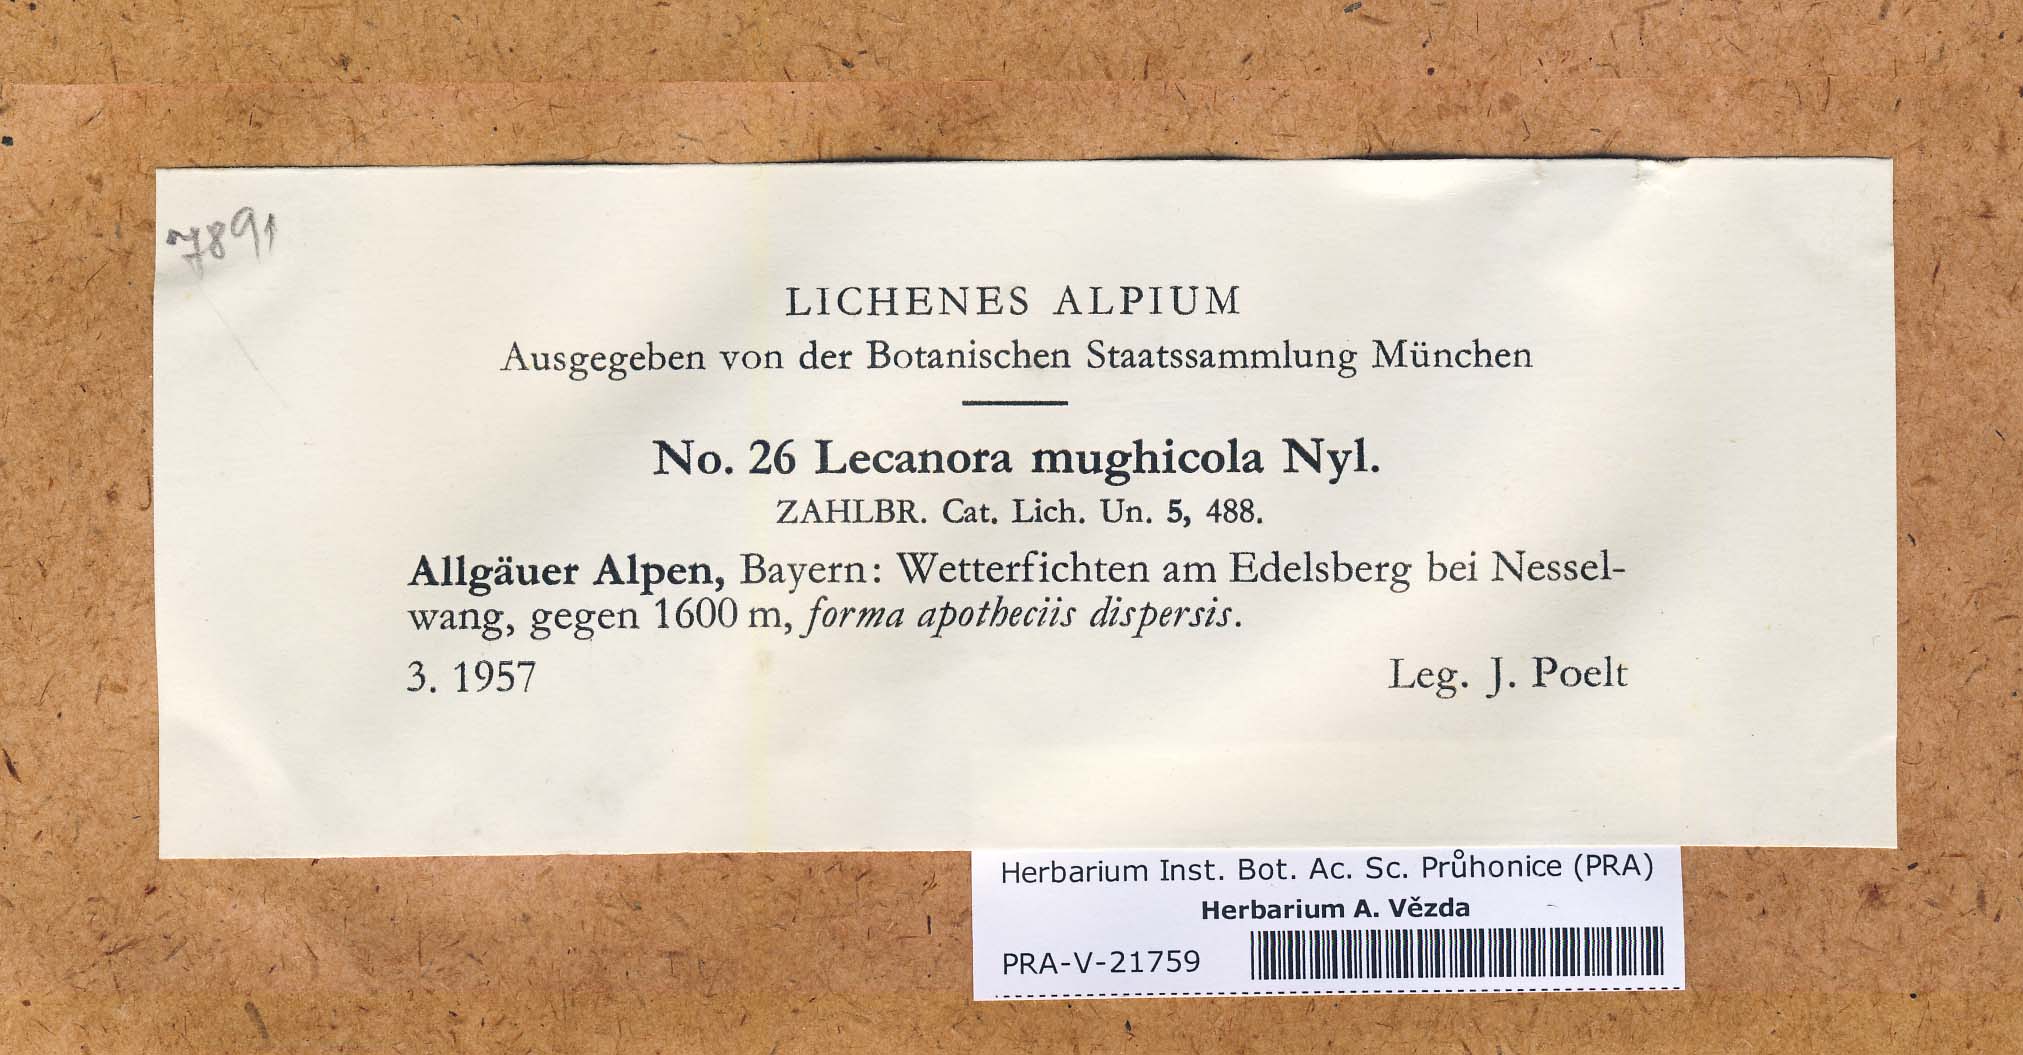 7891
LICHENES ALPIUM
Ausgegeben von der Botanischen Staatssammlung München
No. 26 Lecanora mughicola Nyl.
ZAHLBR. Cat. Lich. Un. 5, 488.
Allgäuer Alpen, Bayern: Wetterfichten am Edelsberg bei Nessel-
wang, gegen 1600 m, forma apotheciis dispersis.
3. 1957 Leg. J. Poelt
Herbarium Inst. Bot. Ac. Sc. Průhonice (PRA)
Herbarium A. Vězda
PRA-V-21759